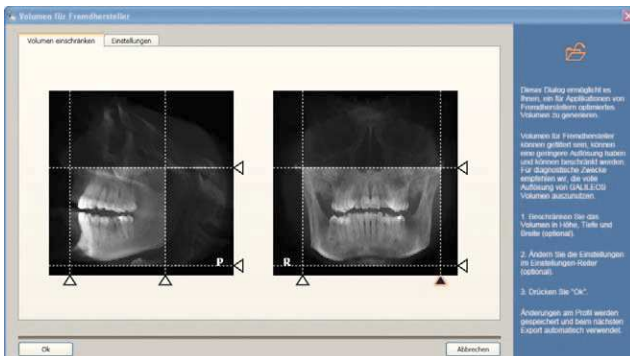 Volumen für Fremdhersteller
Volumen einschränken
Einstellungen
P
R
Dieser Dialog ermöglicht es
Ihnen, ein für Applikationen von
Fremdherstellern optimiertes
Volumen zu generieren.
Volumen für Fremdhersteller
können gefiltert sein, können
eine geringere Auflösung haben
und können beschränkt werden.
Für diagnostische Zwecke
empfehlen wir, die volle
Auflösung von GALILEOS
Volumen auszunutzen.
1. Beschränken Sie das
Volumen in Höhe, Tiefe und
Breite (optional).
2. Ändern Sie die Einstellungen
im Einstellungen-Reiter
(optional).
3. Drücken Sie "Ok".
Änderungen am Profil werden
gespeichert und beim nächsten
Export automatisch verwendet.
Ok
Abbrechen